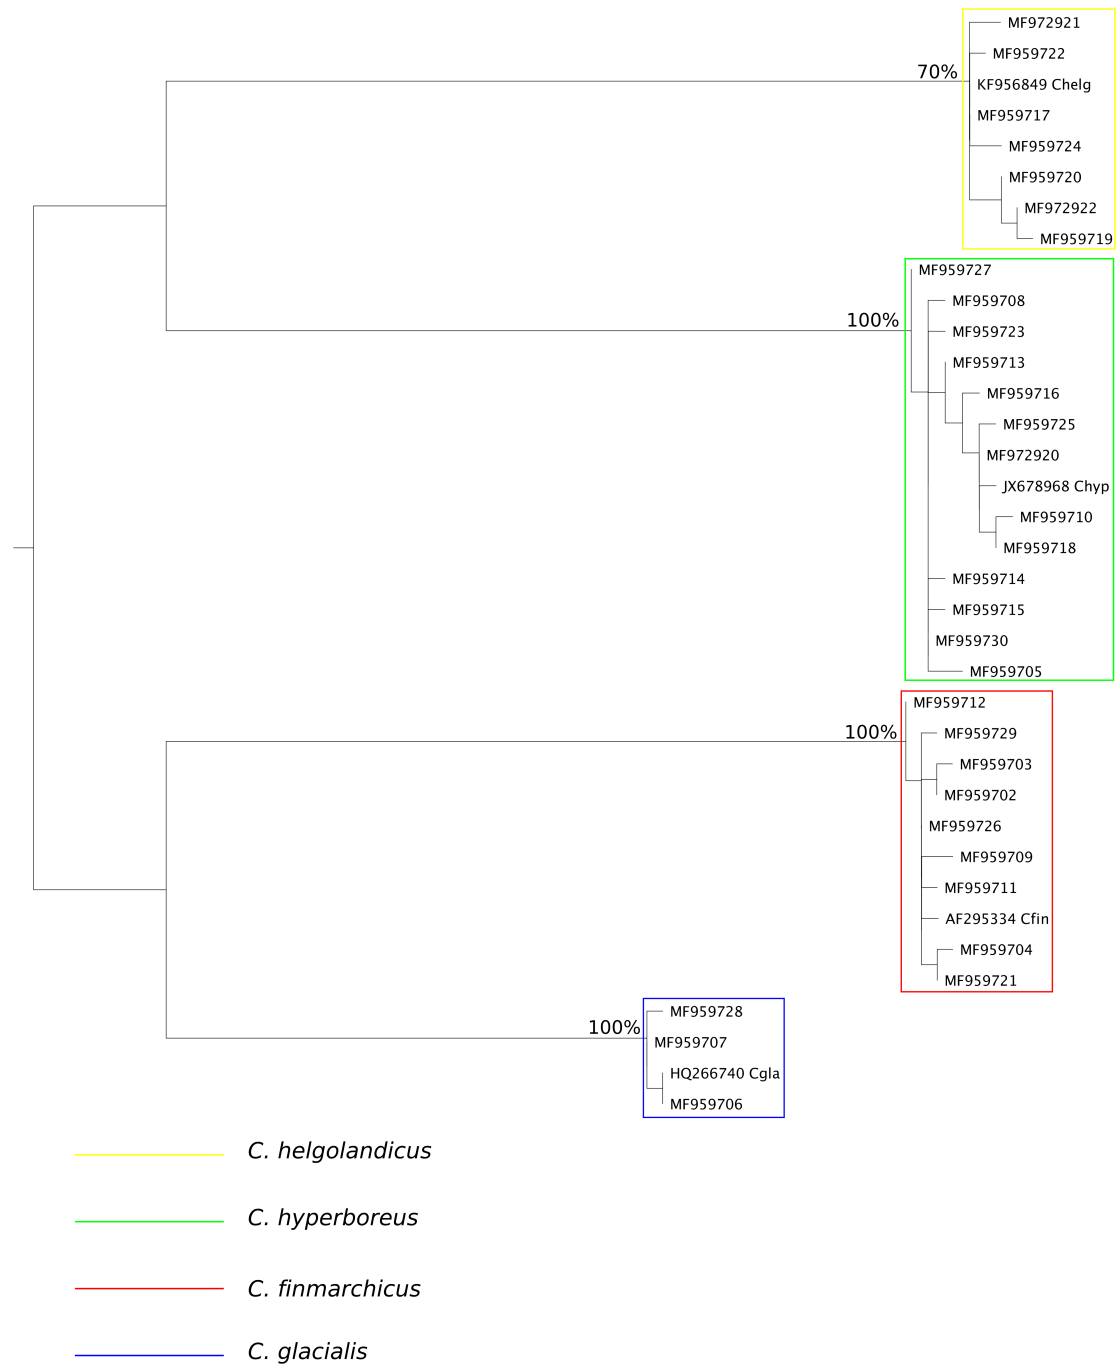 MF972921
MF959722
70%
KF956849 Chelg
MF959717
MF959724
MF959720
MF972922
MF959719
MF959727
MF959708
100%
MF959723
MF959713
MF959716
MF959725
MF972920
JX678968 Chyp
MF959710
MF959718
MF959714
MF959715
MF959730
MF959705
MF959712
100%
MF959729
MF959703
MF959702
MF959726
MF959709
MF959711
AF295334 Cfin
MF959704
MF959721
MF959728
100%
MF959707
HQ266740 Cgla
MF959706
C. helgolandicus
C. hyperboreus
C. finmarchicus
C. glacialis